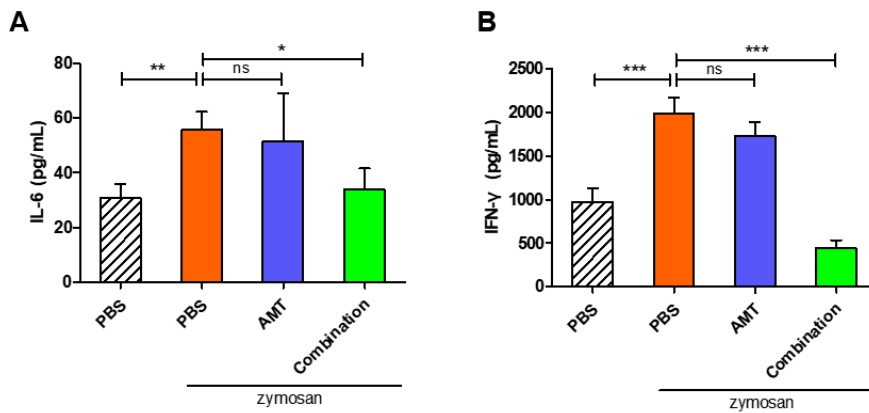 A
IL-6 (pg/mL)
80
60
40
20
0
**
*
ns
PBS
PBS
AMT
Combination
zymosan
B
IFN-γ (pg/mL)
2500
2000
1500
1000
500
0
***
***
ns
PBS
PBS
AMT
Combination
zymosan